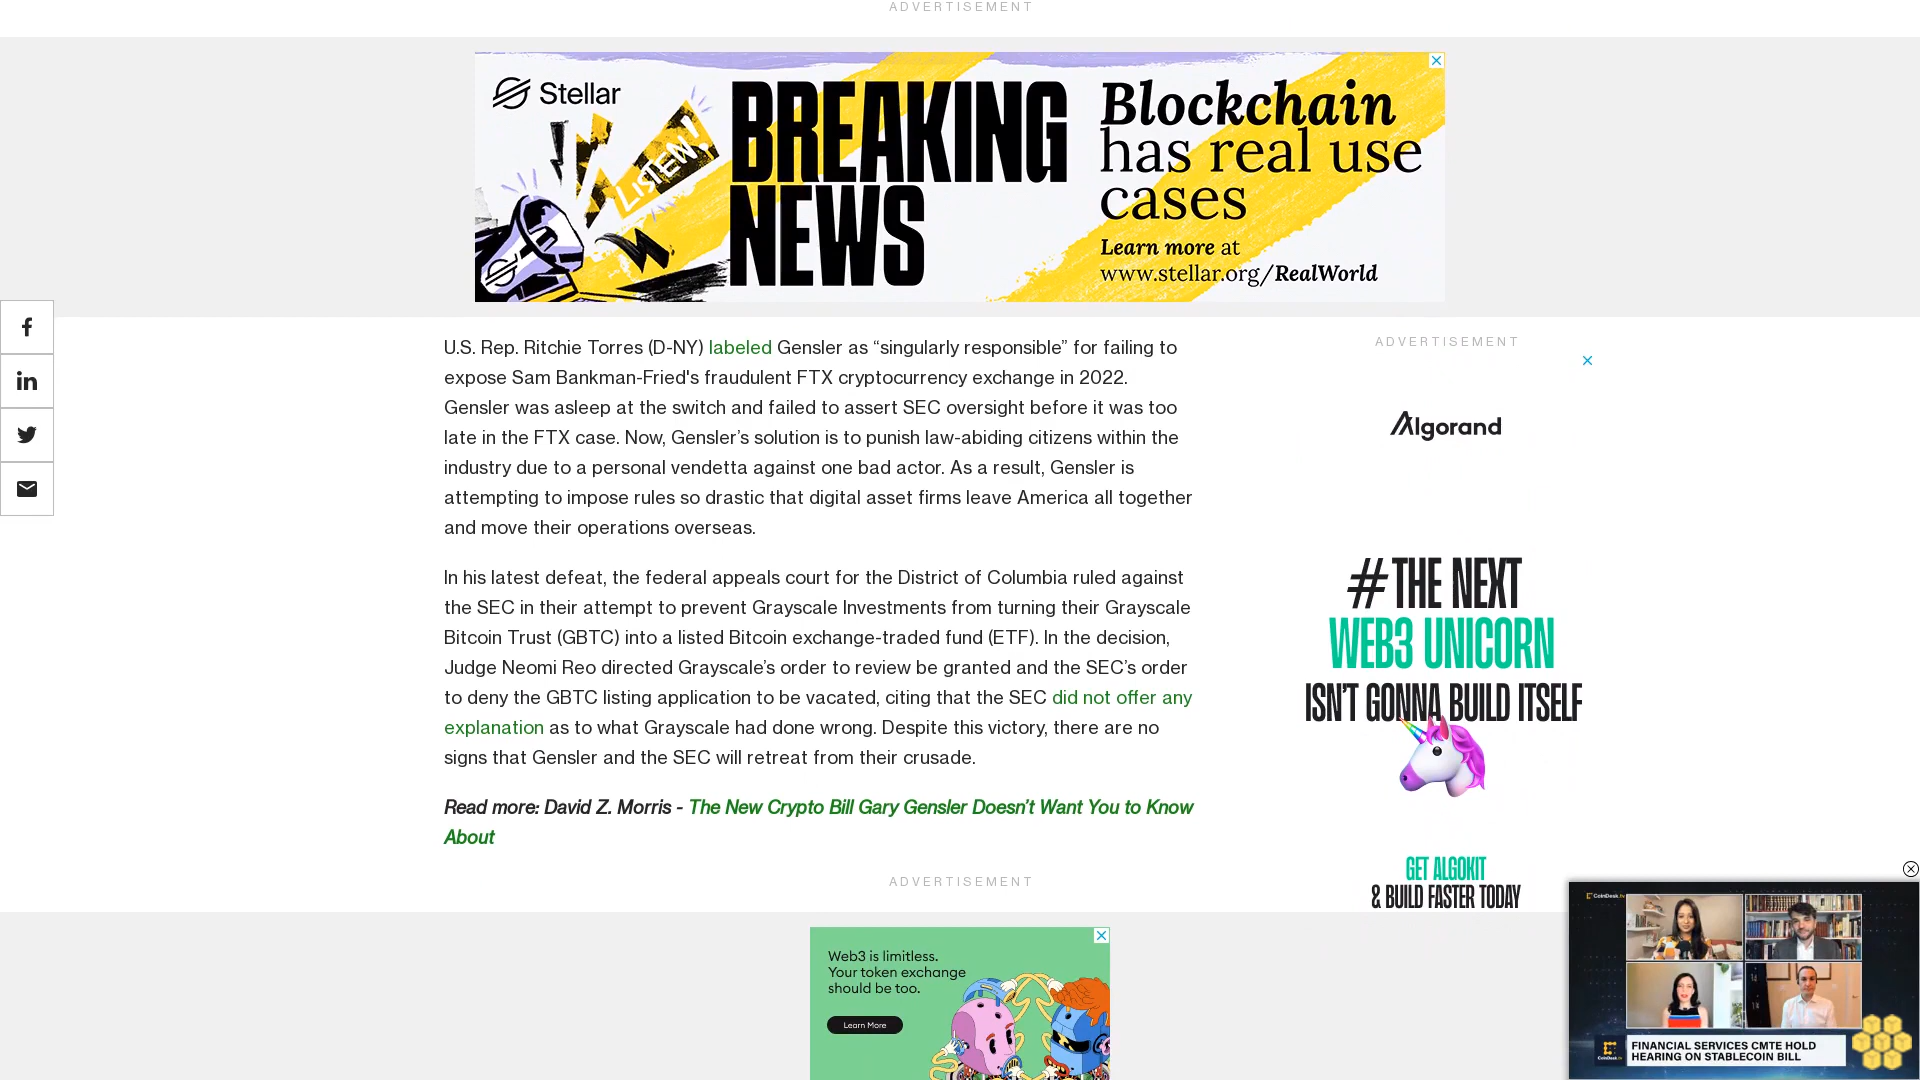 ADVERTISEMENT
Stellar
LISTEN!
BREAKING
NEWS
Blockchain
has real use
cases
Learn more at
www.stellar.org/RealWorld
U.S. Rep. Ritchie Torres (D-NY) labeled Gensler as “singularly responsible” for failing to
expose Sam Bankman-Fried's fraudulent FTX cryptocurrency exchange in 2022.
Gensler was asleep at the switch and failed to assert SEC oversight before it was too
late in the FTX case. Now, Gensler’s solution is to punish law-abiding citizens within the
industry due to a personal vendetta against one bad actor. As a result, Gensler is
attempting to impose rules so drastic that digital asset firms leave America all together
and move their operations overseas.
In his latest defeat, the federal appeals court for the District of Columbia ruled against
the SEC in their attempt to prevent Grayscale Investments from turning their Grayscale
Bitcoin Trust (GBTC) into a listed Bitcoin exchange-traded fund (ETF). In the decision,
Judge Neomi Reo directed Grayscale’s order to review be granted and the SEC’s order
to deny the GBTC listing application to be vacated, citing that the SEC did not offer any
explanation as to what Grayscale had done wrong. Despite this victory, there are no
signs that Gensler and the SEC will retreat from their crusade.
Read more: David Z. Morris - The New Crypto Bill Gary Gensler Doesn’t Want You to Know
About
ADVERTISEMENT
Algorand
#THE NEXT
WEB3 UNICORN
ISN'T GONNA BUILD ITSELF
GET ALGOKIT
& BUILD FASTER TODAY
ADVERTISEMENT
Web3 is limitless.
Your token exchange
should be too.
Learn More
CoinDesk.tv
CoinDesk.tv
FINANCIAL SERVICES CMTE HOLD
HEARING ON STABLECOIN BILL